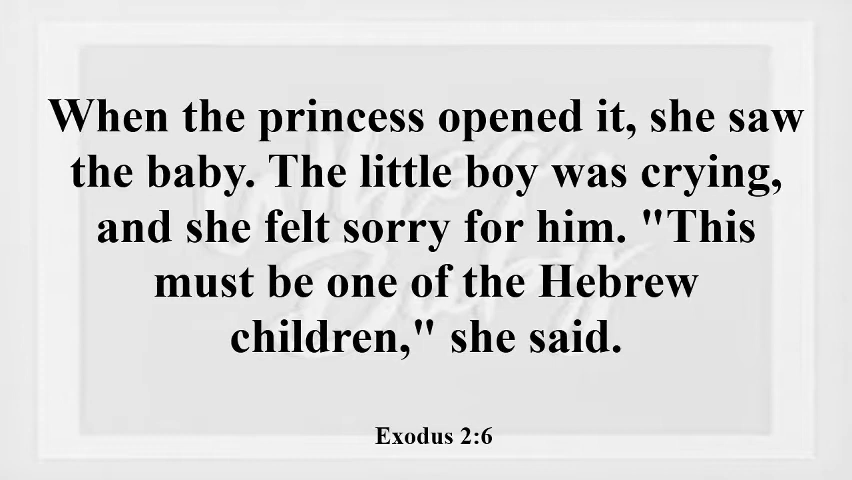 When the princess opened it, she saw
the baby. The little boy was crying,
and she felt sorry for him. "This
must be one of the Hebrew
children," she said.
Exodus 2:6